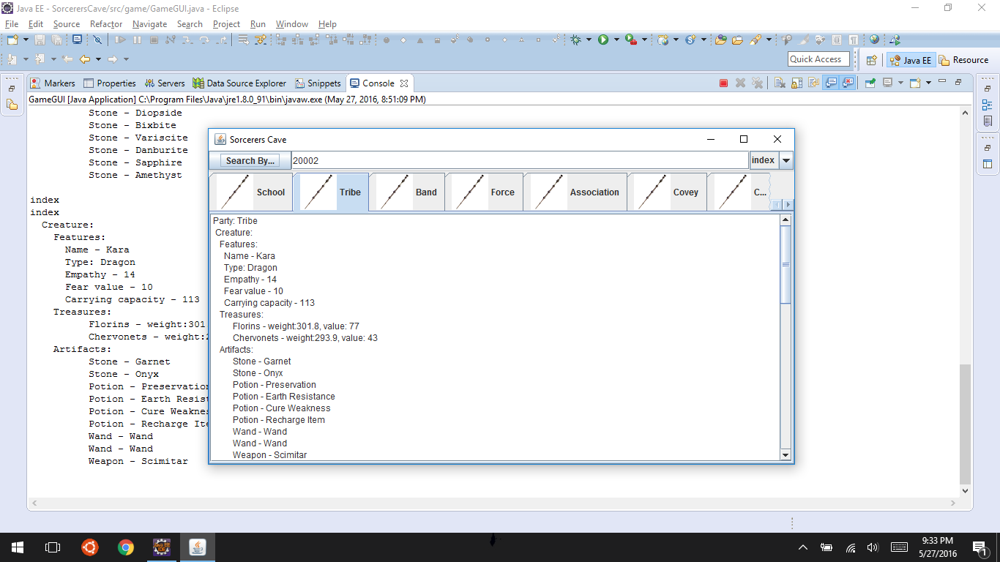 Java EE - SorcerersCave/src/game/GameGUI.java - Eclipse
File Edit Source Refactor Navigate Search Project Run Window Help
Quick Access Java EE Resource
Markers Properties Servers Data Source Explorer Snippets Console
GameGUI [Java Application] C:\Program Files\Java\jre1.8.0_91\bin\javaw.exe (May 27, 2016, 8:51:09 PM)
Stone - Diopside
Stone - Bixbite
Stone - Variscite
Stone - Danburite
Stone - Sapphire
Stone - Amethyst
index
index
Creature:
Features:
Name - Kara
Type: Dragon
Empathy - 14
Fear value - 10
Carrying capacity - 113
Treasures:
Florins - weight:301
Chervonets - weight:2
Artifacts:
Stone - Garnet
Stone - Onyx
Potion - Preservation
Potion - Earth Resist
Potion - Cure Weaknes
Potion - Recharge Ite
Wand - Wand
Wand - Wand
Weapon - Scimitar
Sorcerers Cave
Search By... 20002 index
School Tribe Band Force Association Covey C...
Party: Tribe
Creature:
Features:
Name - Kara
Type: Dragon
Empathy - 14
Fear value - 10
Carrying capacity - 113
Treasures:
Florins - weight:301.8, value: 77
Chervonets - weight:293.9, value: 43
Artifacts:
Stone - Garnet
Stone - Onyx
Potion - Preservation
Potion - Earth Resistance
Potion - Cure Weakness
Potion - Recharge Item
Wand - Wand
Wand - Wand
Weapon - Scimitar
Java EE
IDE
9:33 PM
5/27/2016
1